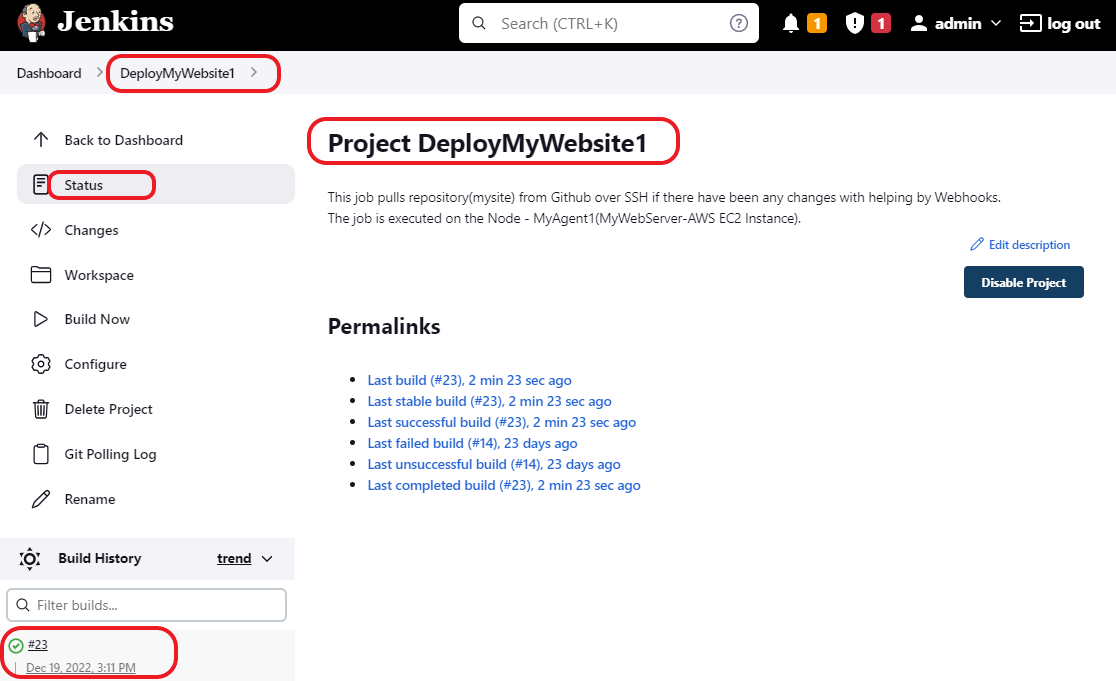 Jenkins
Search (CTRL+K)
?
1
1
admin
log out
Dashboard
DeployMyWebsite1
Back to Dashboard
Status
Changes
Workspace
Build Now
Configure
Delete Project
Git Polling Log
Rename
Build History
trend
Filter builds...
#23
Dec 19, 2022, 3:11 PM
Project DeployMyWebsite1
This job pulls repository(mysite) from Github over SSH if there have been any changes with helping by Webhooks.
The job is executed on the Node - MyAgent1(MyWebServer-AWS EC2 Instance).
Edit description
Disable Project
Permalinks
Last build (#23), 2 min 23 sec ago
Last stable build (#23), 2 min 23 sec ago
Last successful build (#23), 2 min 23 sec ago
Last failed build (#14), 23 days ago
Last unsuccessful build (#14), 23 days ago
Last completed build (#23), 2 min 23 sec ago